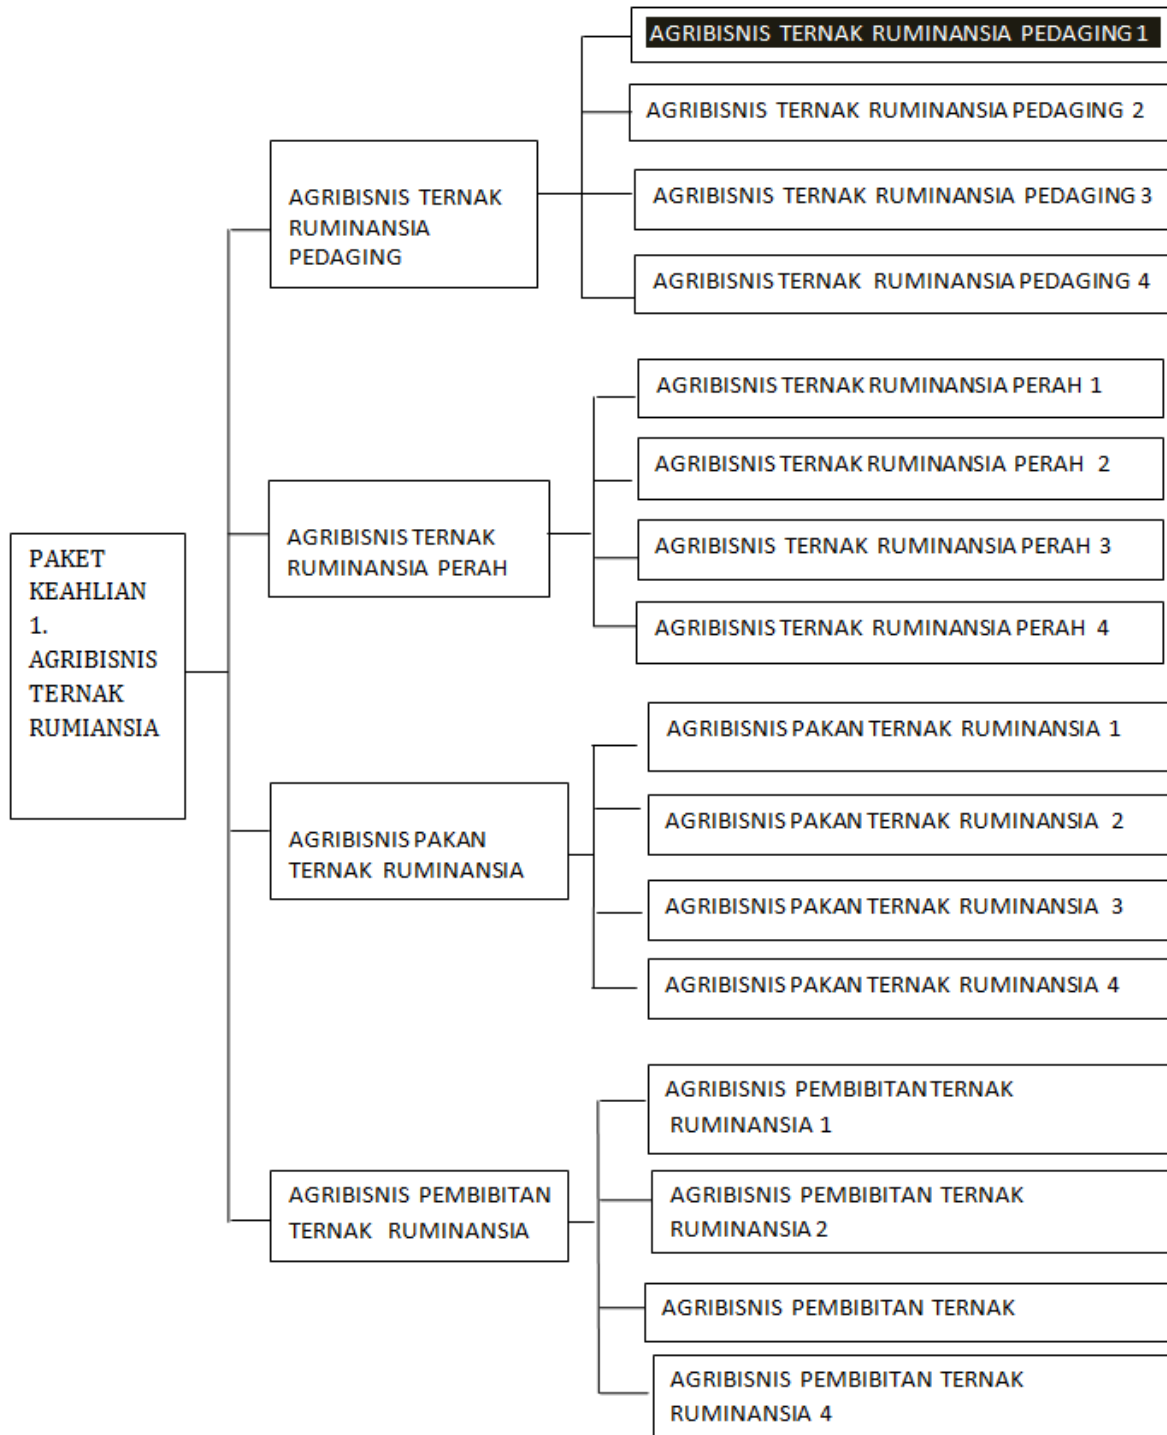 PAKET
KEAHLIAN
1.
AGRIBISNIS
TERNAK
RUMIANSIA
AGRIBISNIS TERNAK
RUMINANSIA
PEDAGING
AGRIBISNIS TERNAK RUMINANSIA PEDAGING 1
AGRIBISNIS TERNAK RUMINANSIA PEDAGING 2
AGRIBISNIS TERNAK RUMINANSIA PEDAGING 3
AGRIBISNIS TERNAK RUMINANSIA PEDAGING 4
AGRIBISNIS TERNAK
RUMINANSIA PERAH
AGRIBISNIS TERNAK RUMINANSIA PERAH 1
AGRIBISNIS TERNAK RUMINANSIA PERAH 2
AGRIBISNIS TERNAK RUMINANSIA PERAH 3
AGRIBISNIS TERNAK RUMINANSIA PERAH 4
AGRIBISNIS PAKAN
TERNAK RUMINANSIA
AGRIBISNIS PAKAN TERNAK RUMINANSIA 1
AGRIBISNIS PAKAN TERNAK RUMINANSIA 2
AGRIBISNIS PAKAN TERNAK RUMINANSIA 3
AGRIBISNIS PAKAN TERNAK RUMINANSIA 4
AGRIBISNIS PEMBIBITAN
TERNAK RUMINANSIA
AGRIBISNIS PEMBIBITAN TERNAK
RUMINANSIA 1
AGRIBISNIS PEMBIBITAN TERNAK
RUMINANSIA 2
AGRIBISNIS PEMBIBITAN TERNAK
AGRIBISNIS PEMBIBITAN TERNAK
RUMINANSIA 4